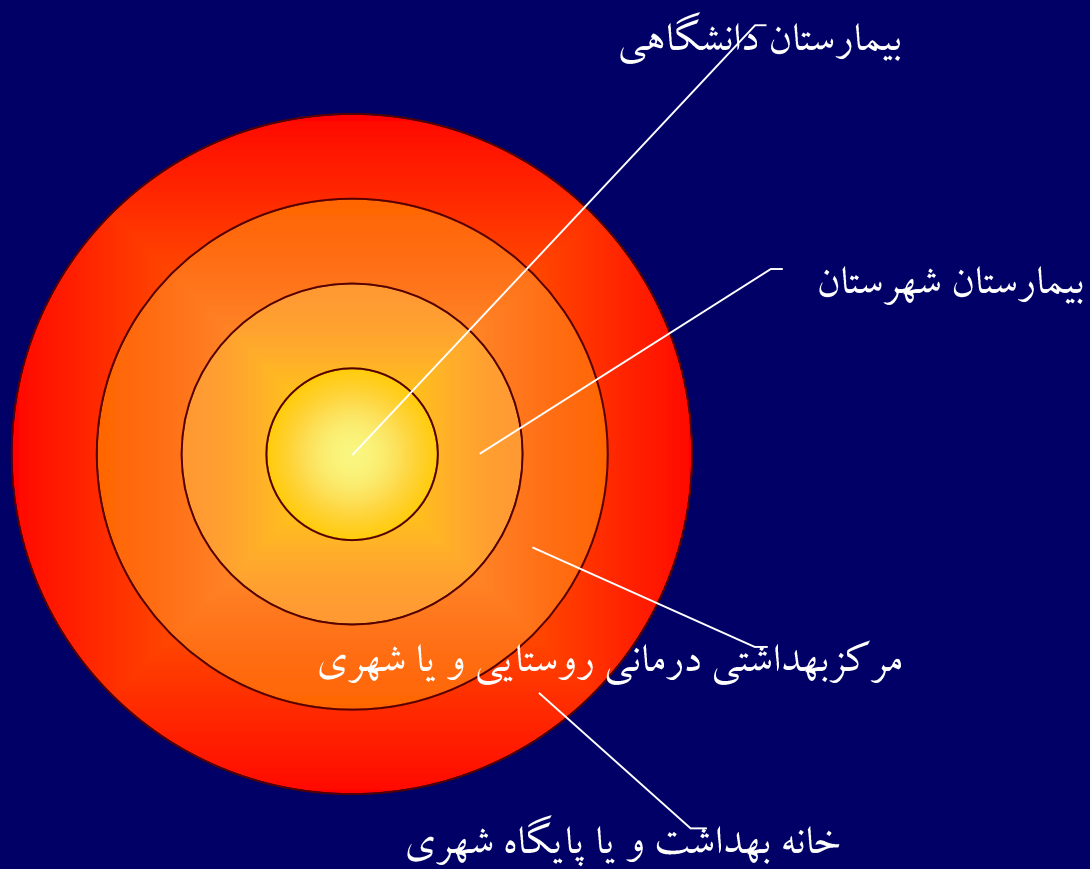 بیمارستان دانشگاهی
بیمارستان شهرستان
مرکزبهداشتی درمانی روستایی و یا شهری
خانه بهداشت و یا پایگاه شهری